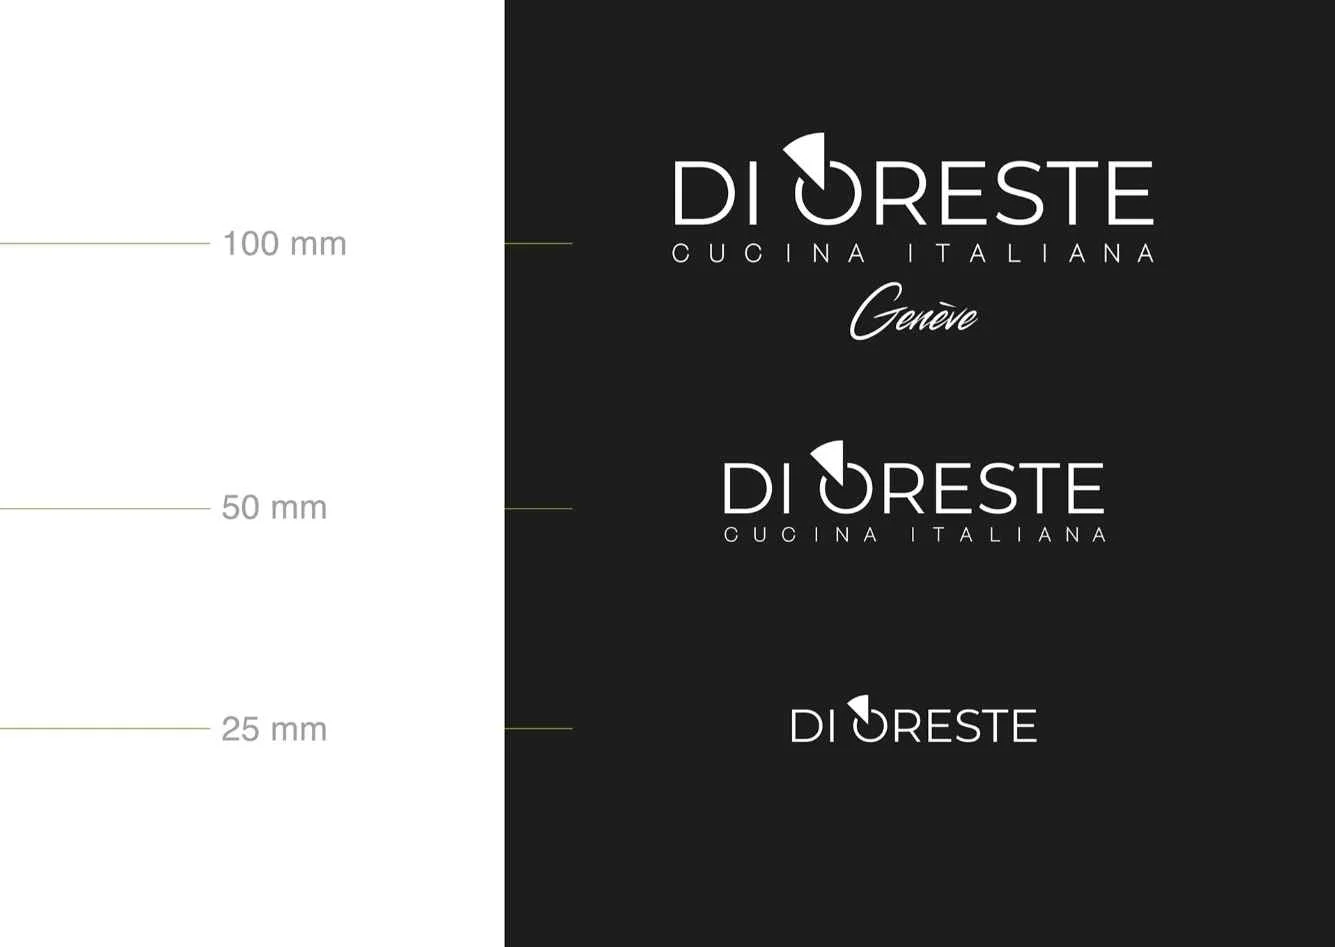 100 mm
DI ORESTE
CUCINA ITALIANA
Genève
50 mm
DI ORESTE
CUCINA ITALIANA
25 mm
DI ORESTE